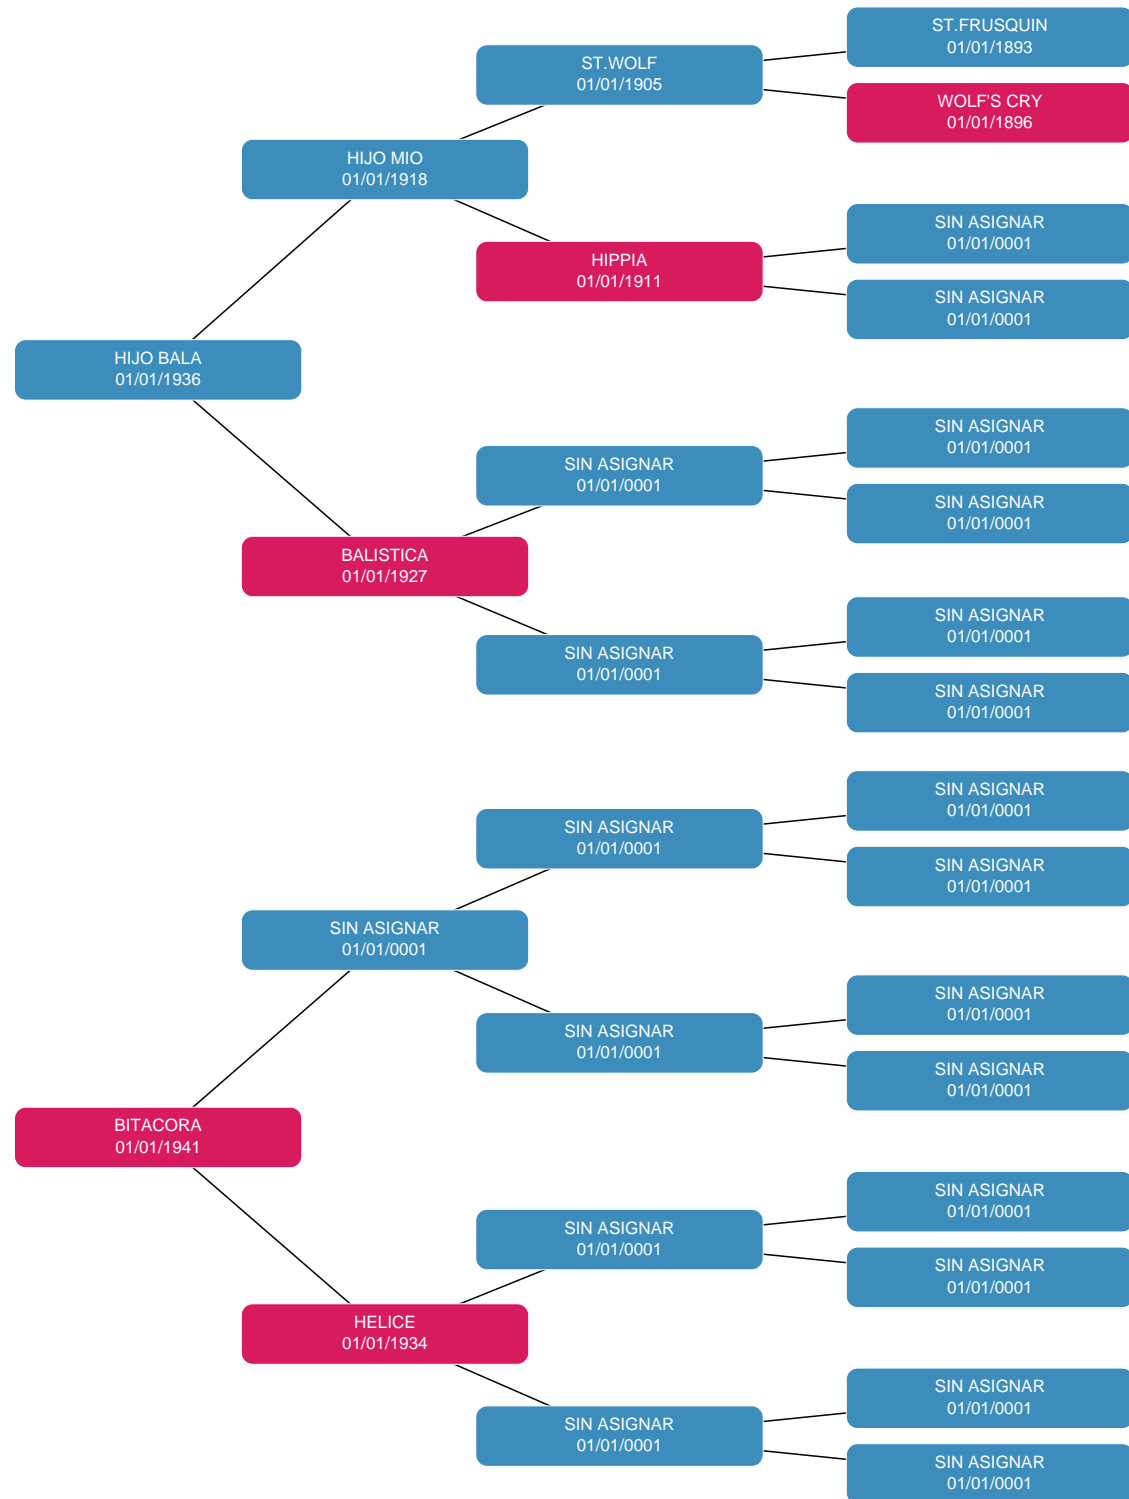 ST.FRUSQUIN
01/01/1893
ST.WOLF
01/01/1905
WOLF'S CRY
01/01/1896
HIJO MIO
01/01/1918
SIN ASIGNAR
01/01/0001
HIPPIA
01/01/1911
SIN ASIGNAR
01/01/0001
HIJO BALA
01/01/1936
SIN ASIGNAR
01/01/0001
SIN ASIGNAR
01/01/0001
SIN ASIGNAR
01/01/0001
BALISTICA
01/01/1927
SIN ASIGNAR
01/01/0001
SIN ASIGNAR
01/01/0001
SIN ASIGNAR
01/01/0001
SIN ASIGNAR
01/01/0001
SIN ASIGNAR
01/01/0001
SIN ASIGNAR
01/01/0001
SIN ASIGNAR
01/01/0001
SIN ASIGNAR
01/01/0001
SIN ASIGNAR
01/01/0001
SIN ASIGNAR
01/01/0001
BITACORA
01/01/1941
SIN ASIGNAR
01/01/0001
SIN ASIGNAR
01/01/0001
SIN ASIGNAR
01/01/0001
HELICE
01/01/1934
SIN ASIGNAR
01/01/0001
SIN ASIGNAR
01/01/0001
SIN ASIGNAR
01/01/0001